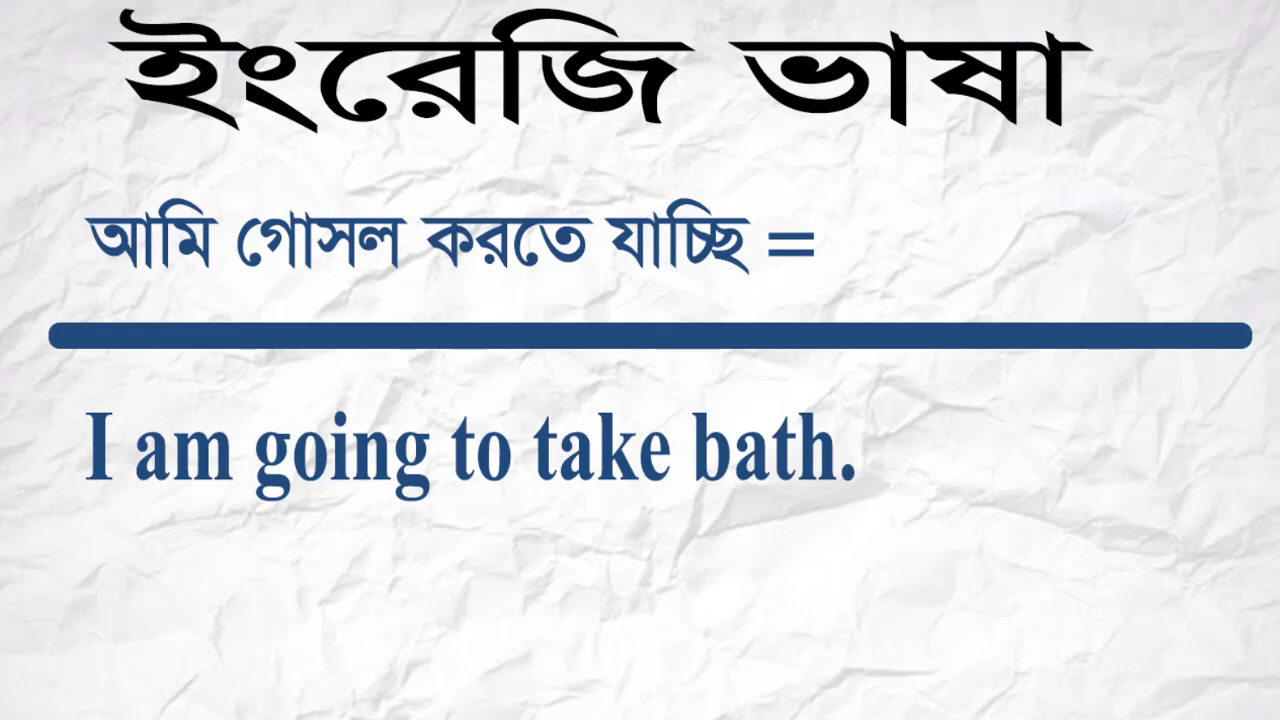 ইংরেজি ভাষা
আমি গোসল করতে যাচ্ছি =
I am going to take bath.